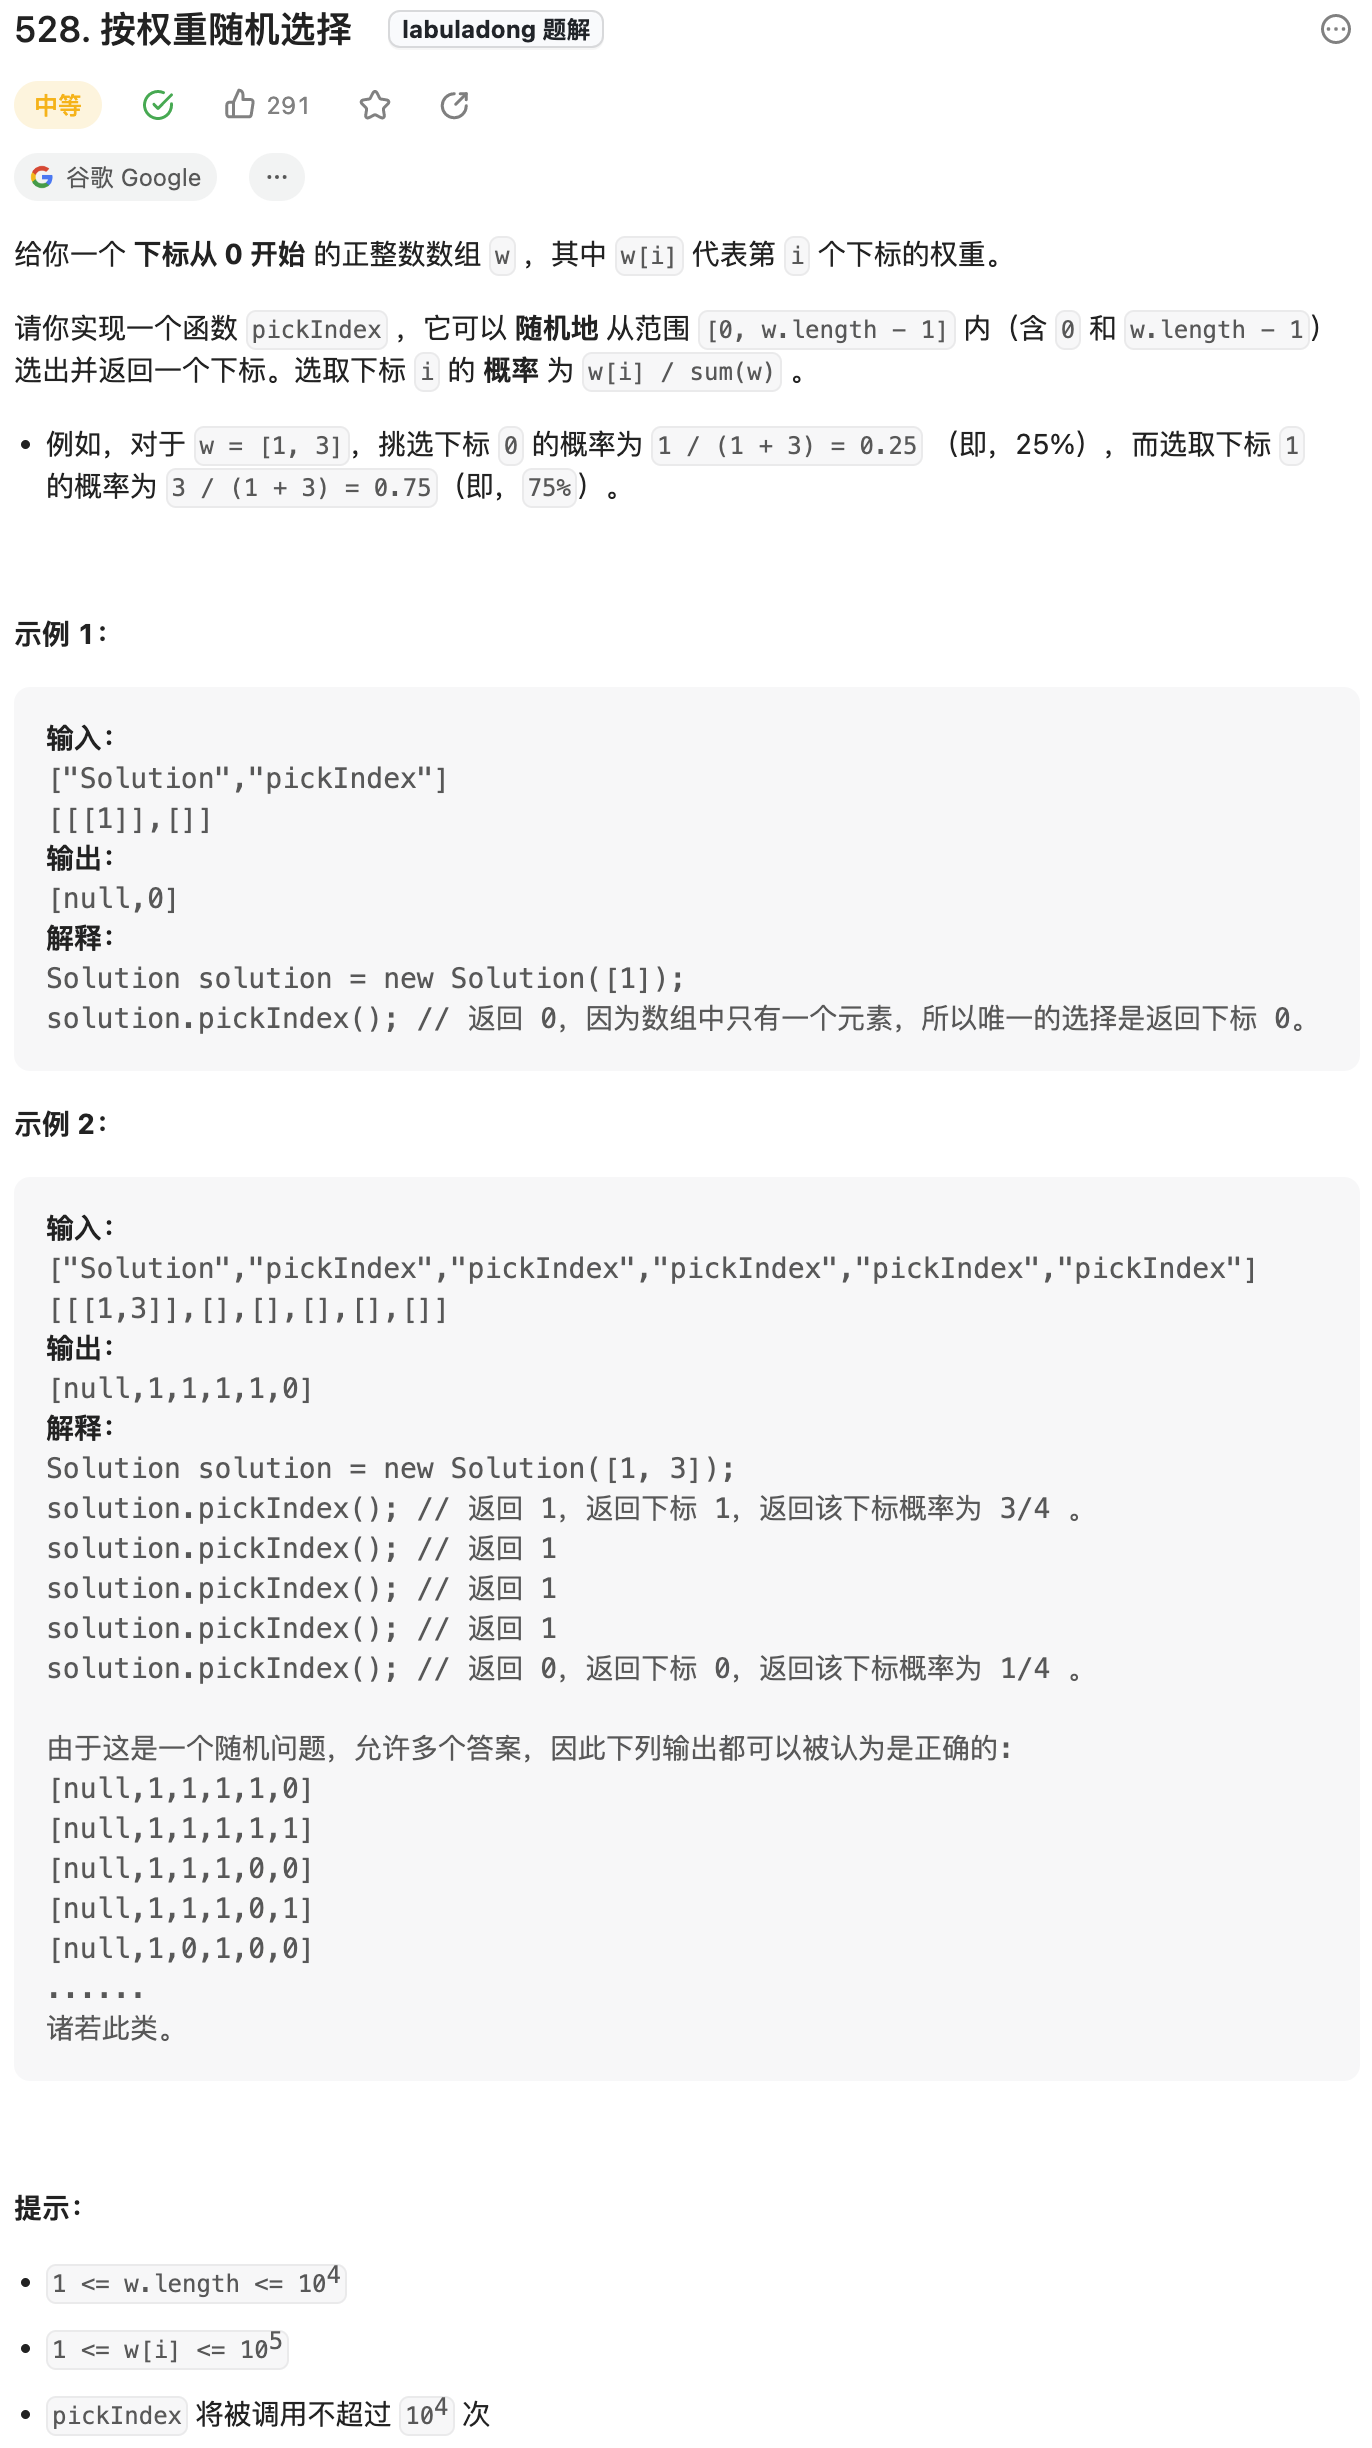 528. 按权重随机选择 labuladong 题解
中等 291
谷歌 Google ...
给你一个 下标从 0 开始 的正整数数组 w ，其中 w[i] 代表第 i 个下标的权重。
请你实现一个函数 pickIndex ，它可以 随机地 从范围 [0, w.length - 1] 内（含 0 和 w.length - 1）
选出并返回一个下标。选取下标 i 的 概率 为 w[i] / sum(w) 。
• 例如，对于 w = [1, 3]，挑选下标 0 的概率为 1 / (1 + 3) = 0.25 （即，25%），而选取下标 1
的概率为 3 / (1 + 3) = 0.75（即，75%）。
示例 1：
输入：
["Solution","pickIndex"]
[[[1]],[]]
输出：
[null,0]
解释：
Solution solution = new Solution([1]);
solution.pickIndex(); // 返回 0，因为数组中只有一个元素，所以唯一的选择是返回下标 0。
示例 2：
输入：
["Solution","pickIndex","pickIndex","pickIndex","pickIndex","pickIndex"]
[[[1,3]],[],[],[],[],[]]
输出：
[null,1,1,1,1,0]
解释：
Solution solution = new Solution([1, 3]);
solution.pickIndex(); // 返回 1，返回下标 1，返回该下标概率为 3/4 。
solution.pickIndex(); // 返回 1
solution.pickIndex(); // 返回 1
solution.pickIndex(); // 返回 1
solution.pickIndex(); // 返回 0，返回下标 0，返回该下标概率为 1/4 。
由于这是一个随机问题，允许多个答案，因此下列输出都可以被认为是正确的:
[null,1,1,1,1,0]
[null,1,1,1,1,1]
[null,1,1,1,0,0]
[null,1,1,1,0,1]
[null,1,0,1,0,0]
......
诸若此类。
提示：
• 1 <= w.length <= 10⁴
• 1 <= w[i] <= 10⁵
• pickIndex 将被调用不超过 10⁴ 次